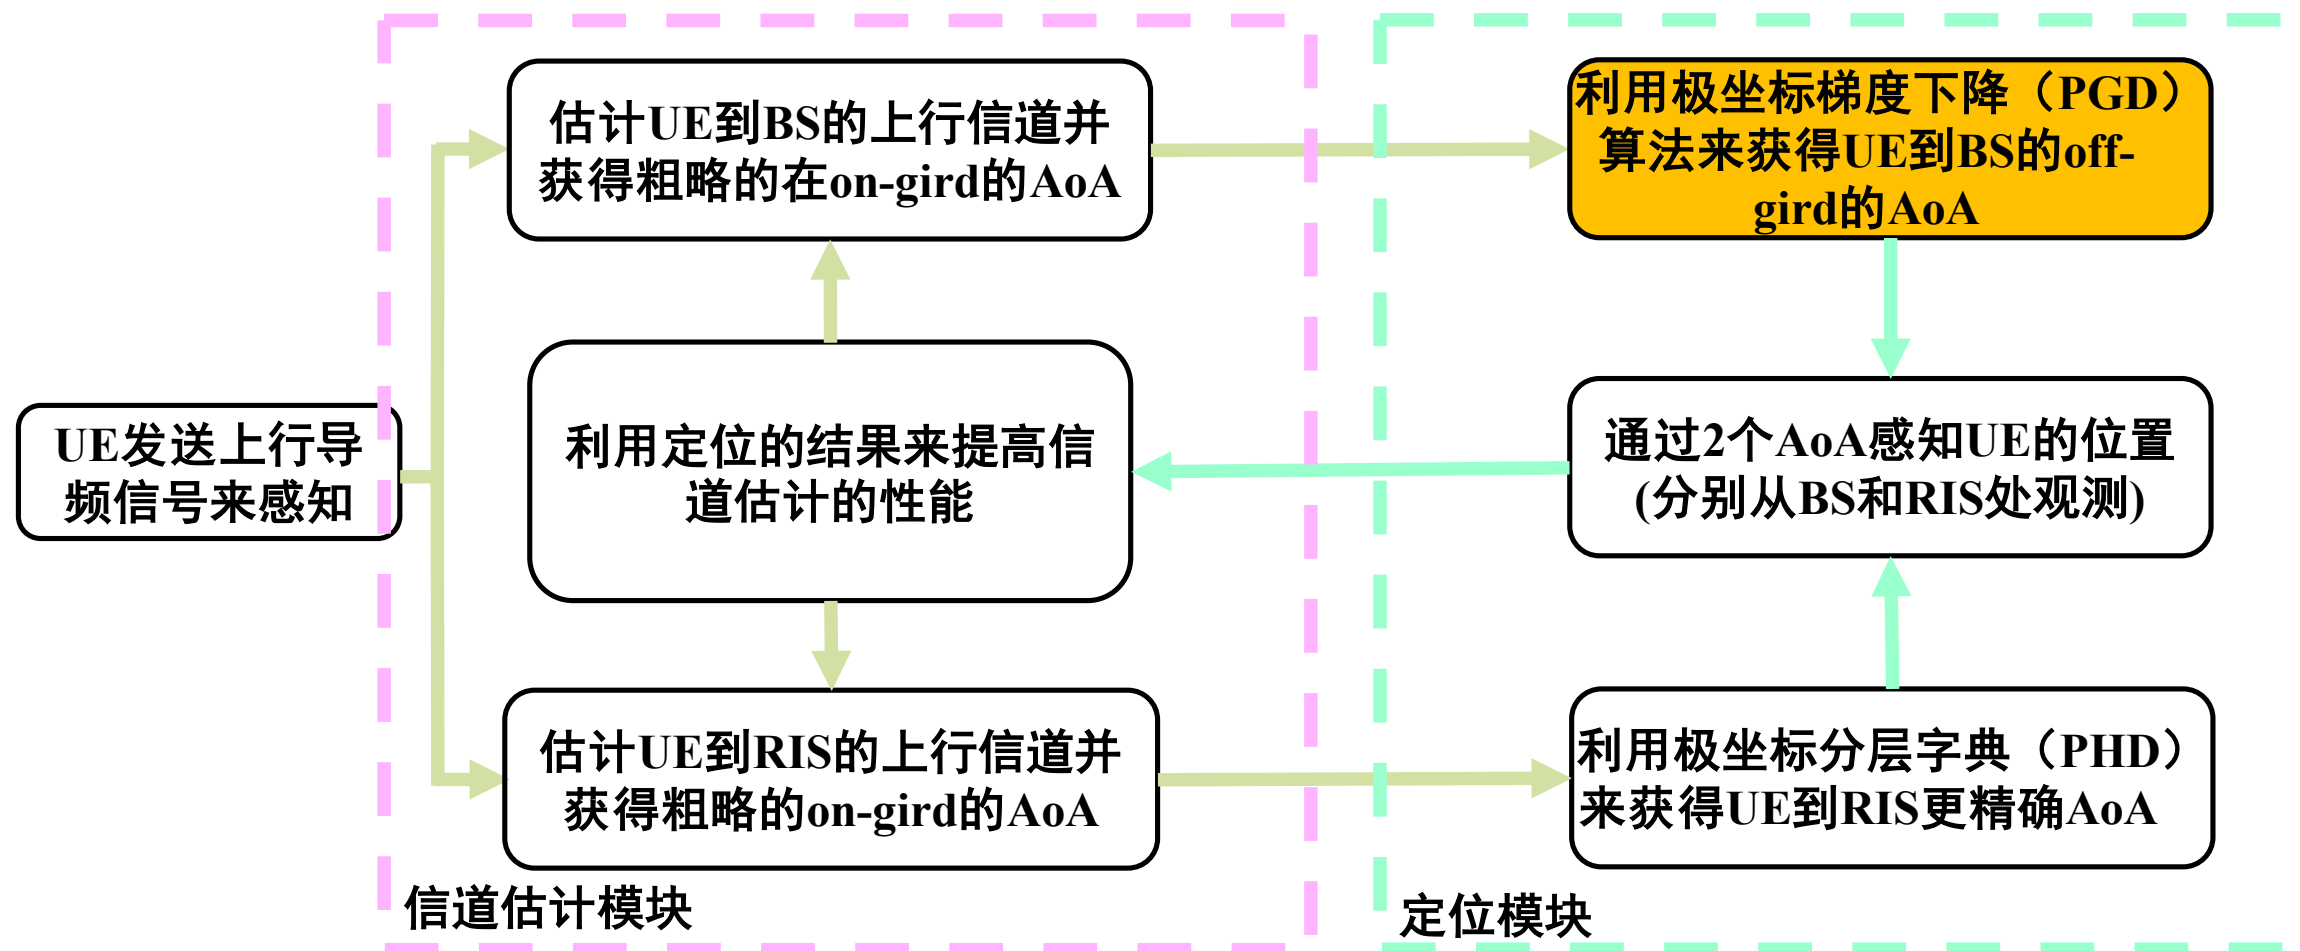 估计UE到BS的上行信道并
获得粗略的在on-gird的AoA
利用极坐标梯度下降（PGD）
算法来获得UE到BS的off-
gird的AoA
UE发送上行导
频信号来感知
利用定位的结果来提高信
道估计的性能
通过2个AoA感知UE的位置
(分别从BS和RIS处观测)
估计UE到RIS的上行信道并
获得粗略的on-gird的AoA
利用极坐标分层字典（PHD）
来获得UE到RIS更精确AoA
信道估计模块
定位模块